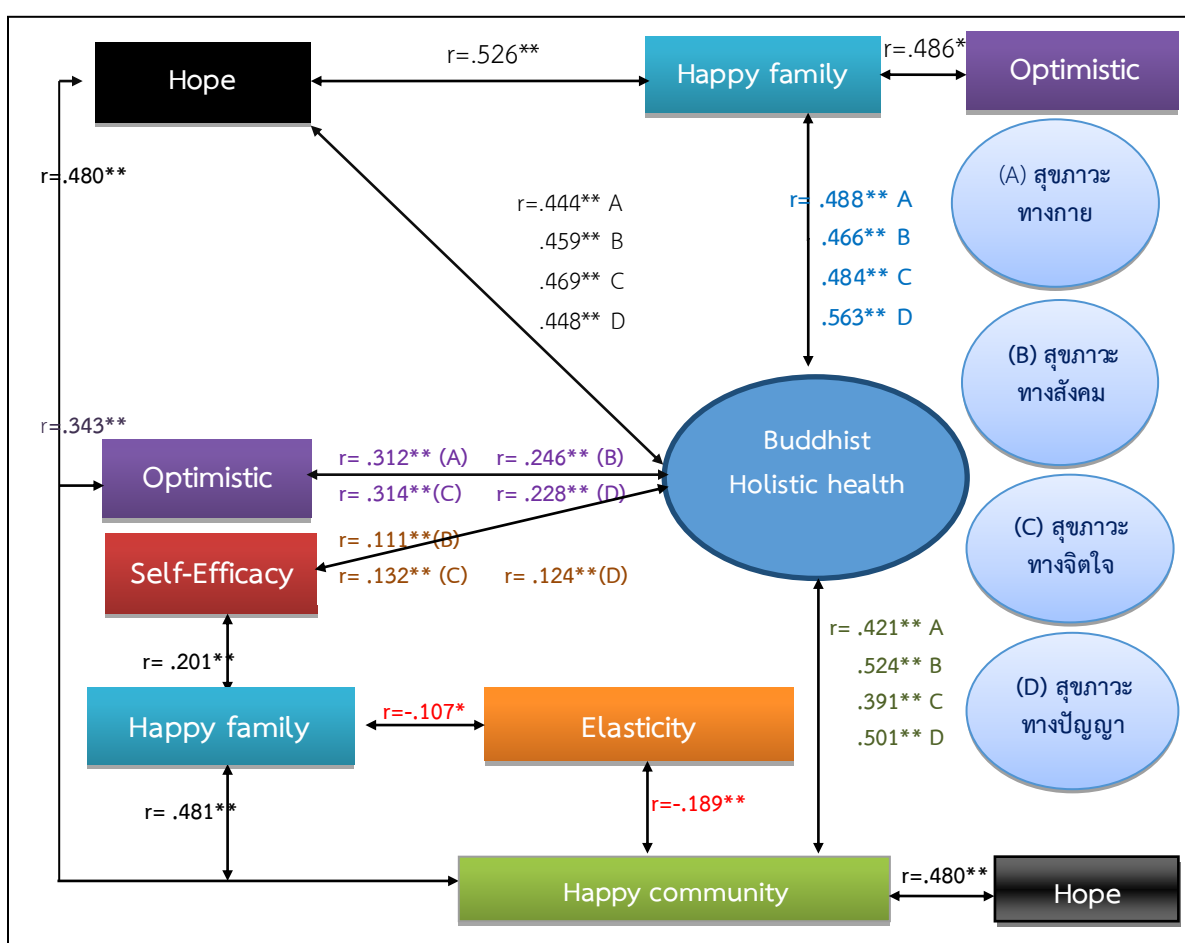 r=.526**
r=.486*
Hope
Happy family
Optimistic
r=.480**
(A) สุขภาวะ
ทางกาย
r=.444** A
.459** B
.469** C
.448** D
r= .488** A
.466** B
.484** C
.563** D
(B) สุขภาวะ
ทางสังคม
r=.343**
Optimistic
r= .312** (A) r= .246** (B)
r= .314**(C) r= .228** (D)
Buddhist
Holistic health
Self-Efficacy
r= .111**(B)
r= .132** (C) r= .124**(D)
(C) สุขภาวะ
ทางจิตใจ
r= .201**
r= .421** A
.524** B
.391** C
.501** D
(D) สุขภาวะ
ทางปัญญา
Happy family
r=-.107*
Elasticity
r= .481**
r=-.189**
Happy community
r=.480**
Hope